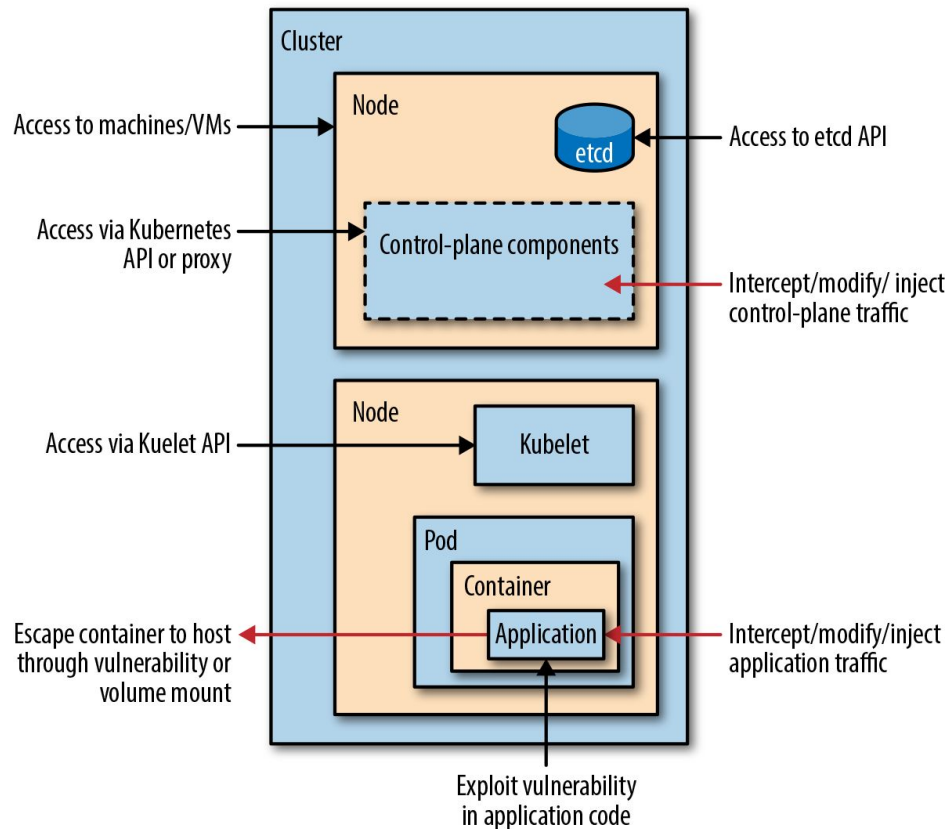 Cluster
Node
Access to machines/VMs
etcd
Access to etcd API
Access via Kubernetes
API or proxy
Control-plane components
Intercept/modify/ inject
control-plane traffic
Node
Access via Kuelet API
Kubelet
Pod
Container
Escape container to host
through vulnerability or
volume mount
Application
Intercept/modify/inject
application traffic
Exploit vulnerability
in application code